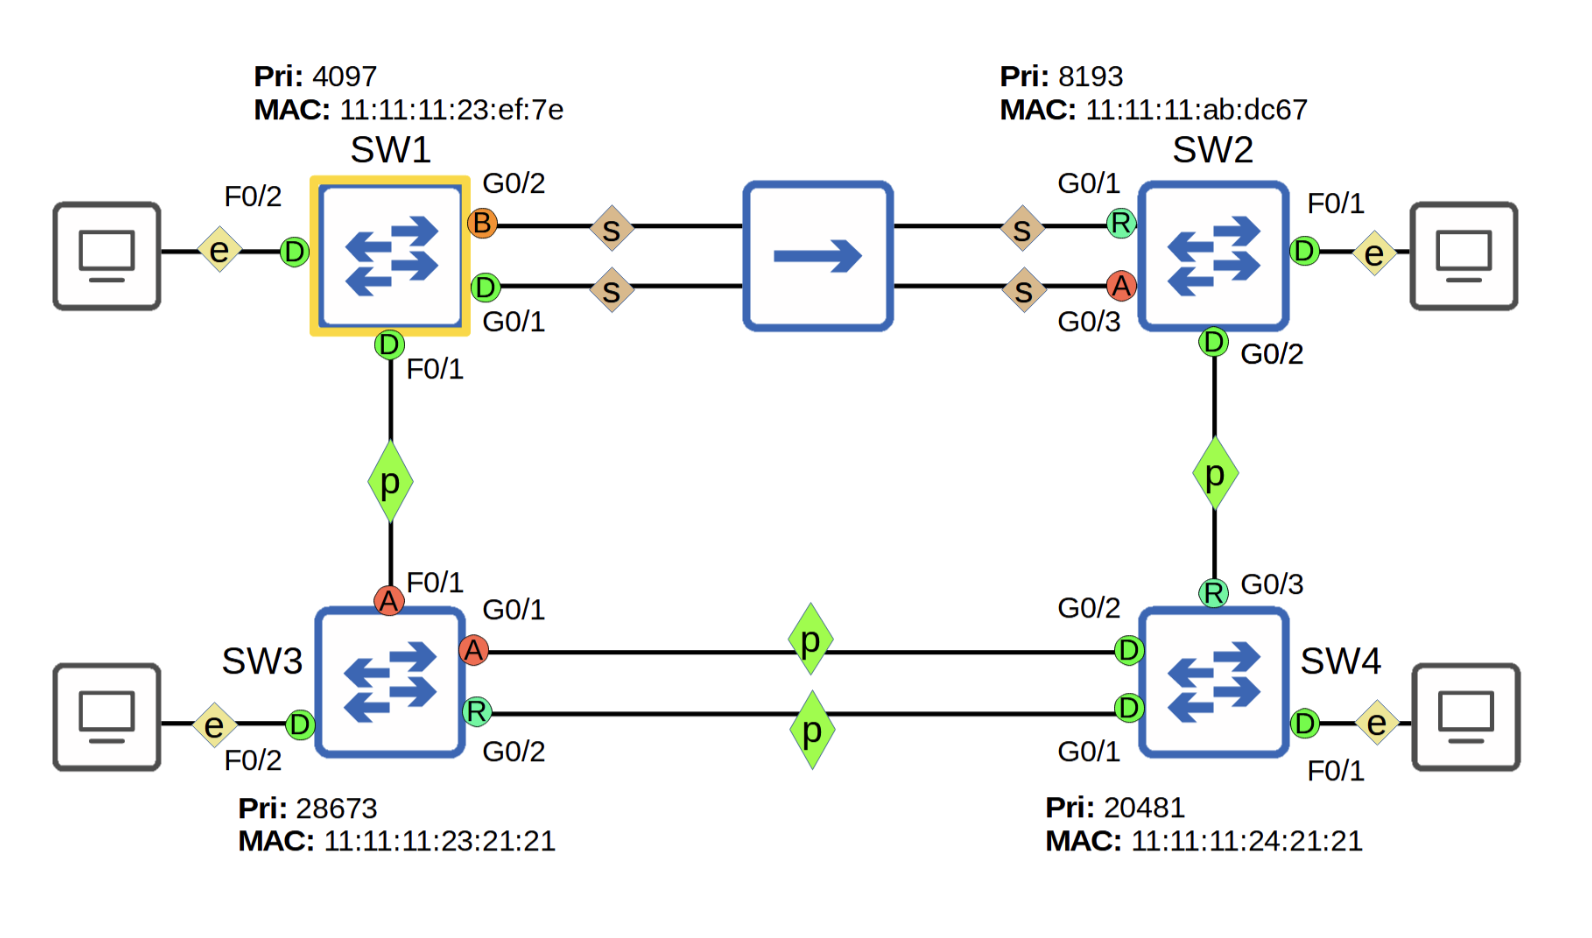 Pri: 4097
MAC: 11:11:11:23:ef:7e
SW1
Pri: 8193
MAC: 11:11:11:ab:dc67
SW2
F0/2
G0/2
G0/1
F0/1
e
D
B
s
s
R
D
e
D
s
s
A
G0/1
G0/3
D
F0/1
D
G0/2
p
p
F0/1
A
G0/1
G0/2
R
G0/3
SW3
A
p
D
SW4
e
D
R
p
D
D
e
F0/2
G0/2
G0/1
F0/1
Pri: 28673
MAC: 11:11:11:23:21:21
Pri: 20481
MAC: 11:11:11:24:21:21